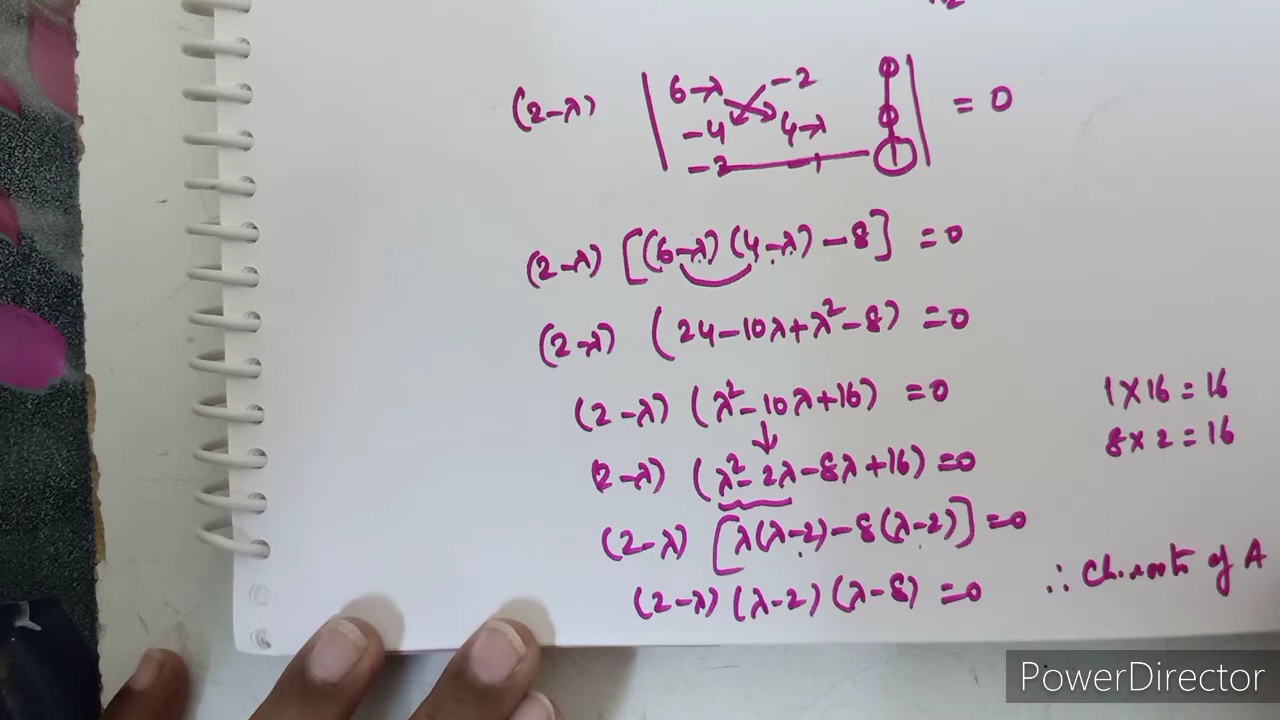 (2-λ) | 6-λ -2 0 | = 0
-4 4-λ 0
-2 1 1
(2-λ) [(6-λ) (4-λ) - 8] = 0
(2-λ) (24-10λ+λ²-8) = 0
(2-λ) (λ²-10λ+16) = 0
1 X 16 = 16
8 X 2 = 16
2-λ) (λ²-2λ-8λ+16) = 0
(2-λ) [λ(λ-2)-8(λ-2)] = 0
(2-λ) (λ-2) (λ-8) = 0 ∴ Ch. roots of A
PowerDirector